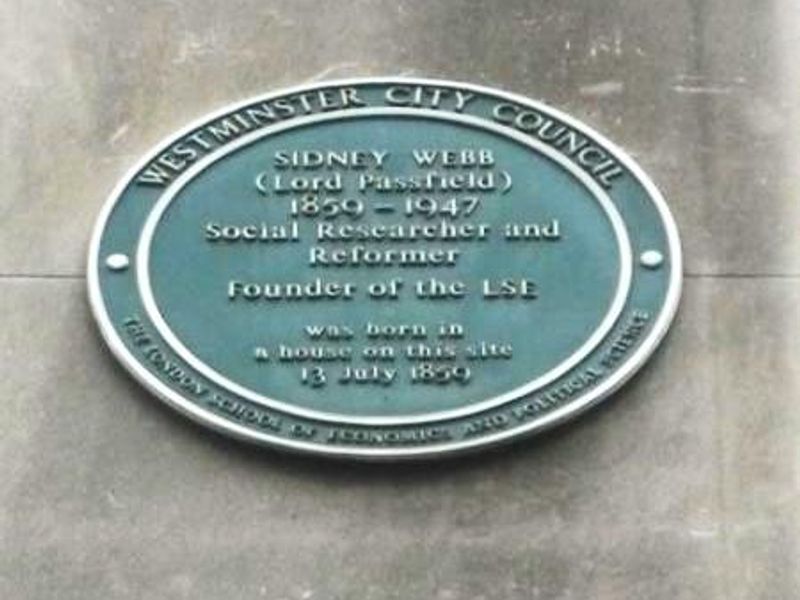 WESTMINSTER CITY COUNCIL
SIDNEY WEBB
(Lord Passfield)
1859 – 1947
Social Researcher and
Reformer
Founder of the LSE
was born in
a house on this site
13 July 1859
THE LONDON SCHOOL OF ECONOMICS AND POLITICAL SCIENCE